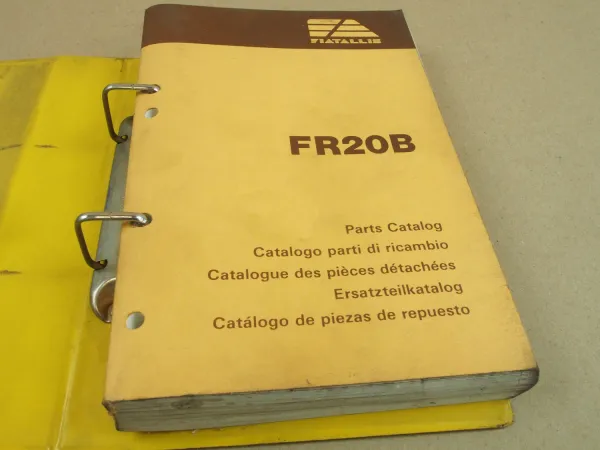 FIATALLIS
FR20B
Parts Catalog
Catalogo parti di ricambio
Catalogue des pièces détachées
Ersatzteilkatalog
Catálogo de piezas de repuesto